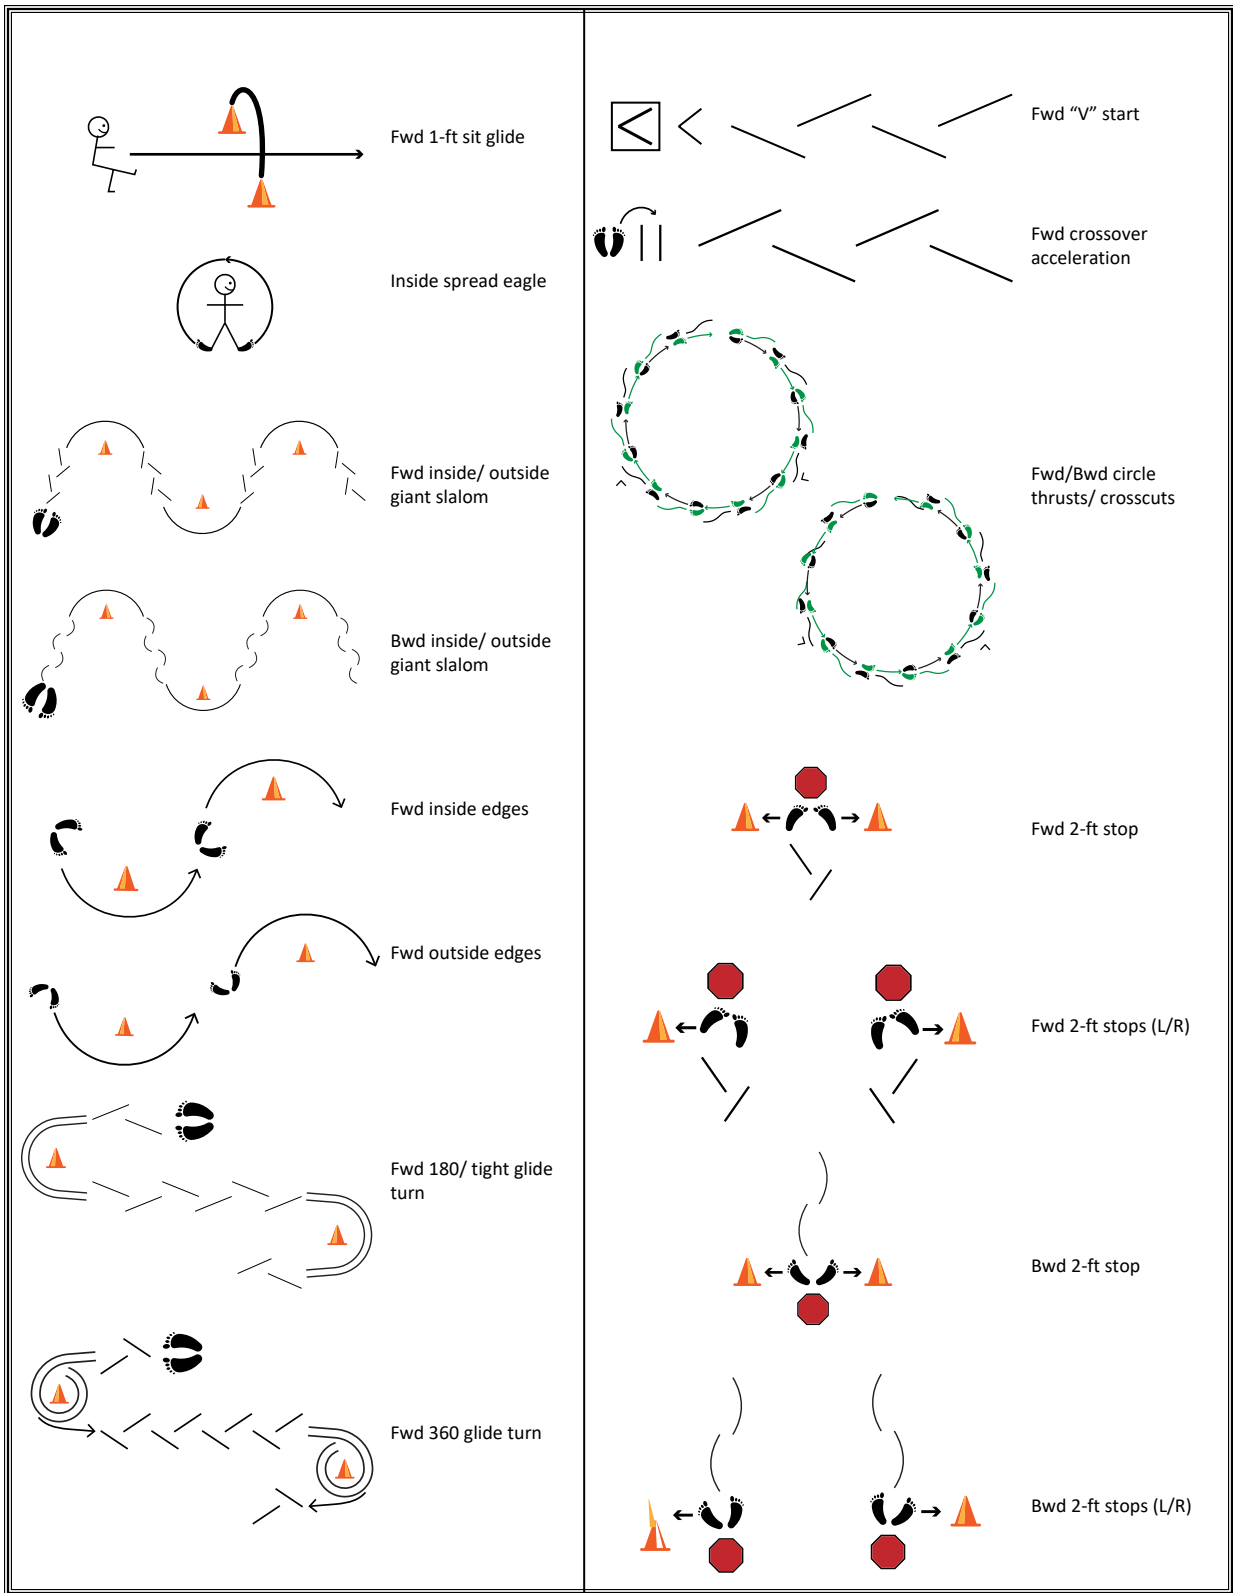 Fwd 1-ft sit glide
Inside spread eagle
Fwd inside/ outside
giant slalom
Bwd inside/ outside
giant slalom
Fwd inside edges
Fwd outside edges
Fwd 180/ tight glide
turn
Fwd 360 glide turn
Fwd “V” start
Fwd crossover
acceleration
Fwd/Bwd circle
thrusts/ crosscuts
Fwd 2-ft stop
Fwd 2-ft stops (L/R)
Bwd 2-ft stop
Bwd 2-ft stops (L/R)